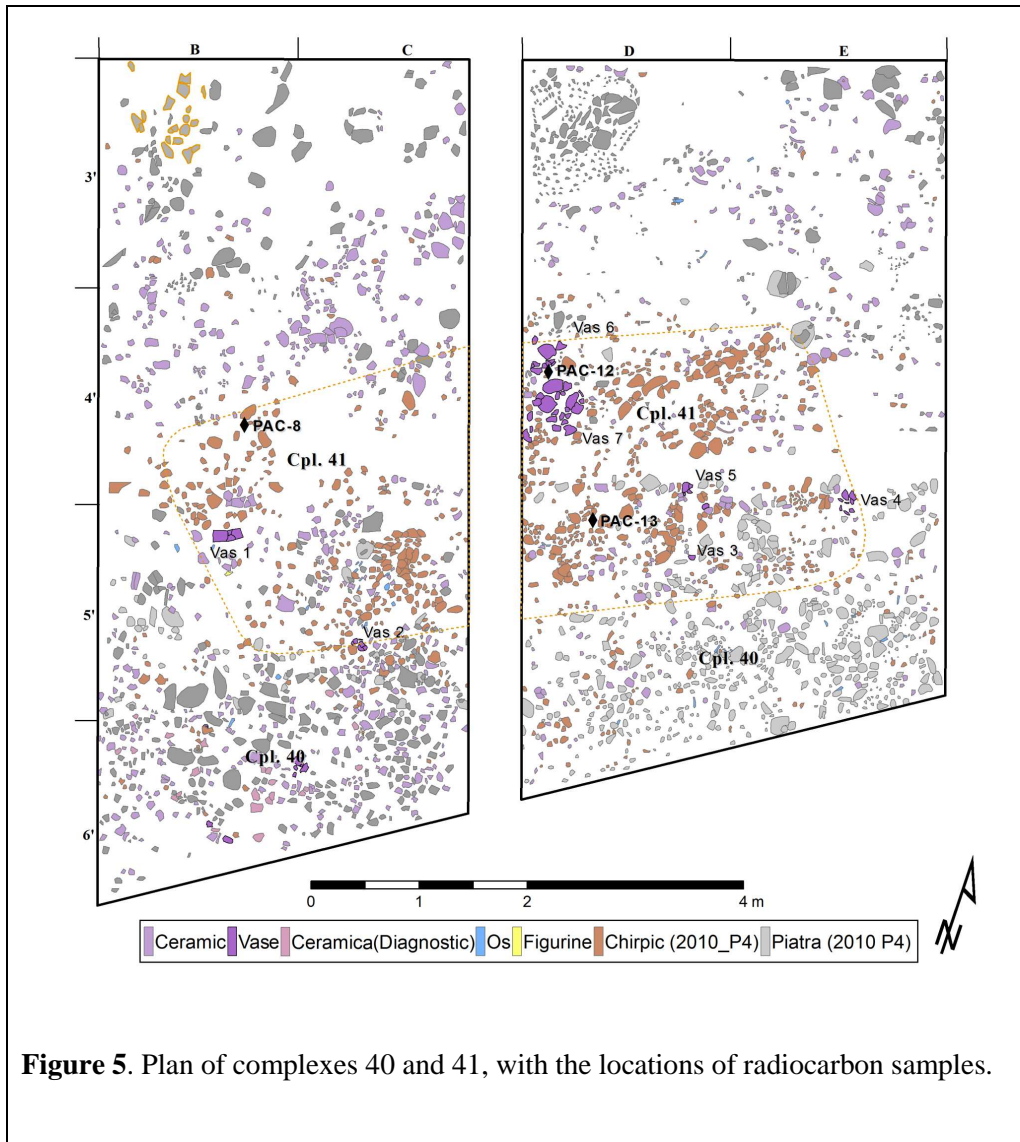 B C D E
3'
Vas 6
PAC-12
4'
Cpl. 41
PAC-8
Vas 7
Cpl. 41
Vas 5
Vas 4
PAC-13
Vas 1
Vas 3
5'
Vas 2
Cpl. 40
Cpl. 40
6'
0 1 2 4 m
Ceramic Vase Ceramica(Diagnostic) Os Figurine Chirpic (2010_P4) Piatra (2010 P4)
N
Figure 5. Plan of complexes 40 and 41, with the locations of radiocarbon samples.